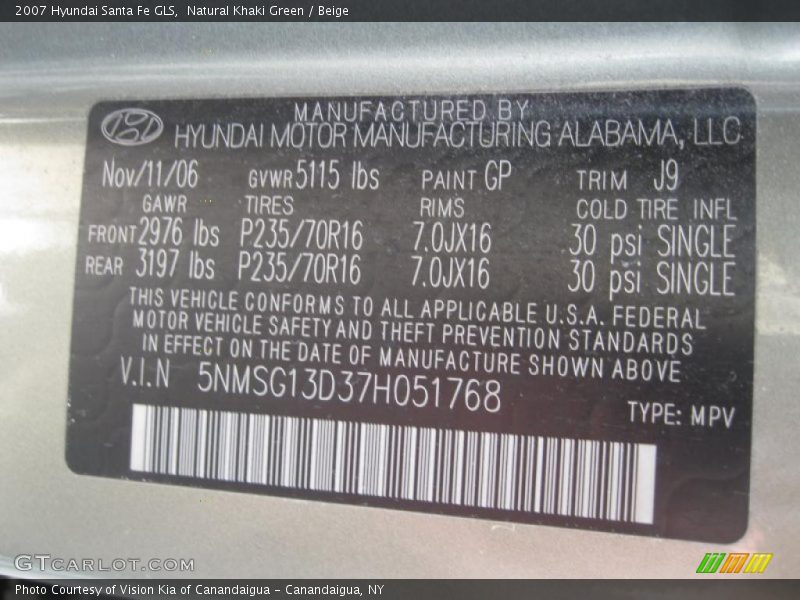 2007 Hyundai Santa Fe GLS,  Natural Khaki Green / Beige
MANUFACTURED BY
HYUNDAI MOTOR MANUFACTURING ALABAMA, LLC
Nov/11/06 GVWR 5115 lbs PAINT GP TRIM J9
GAWR TIRES RIMS COLD TIRE INFL
FRONT 2976 lbs P235/70R16 7.0JX16 30 psi SINGLE
REAR 3197 lbs P235/70R16 7.0JX16 30 psi SINGLE
THIS VEHICLE CONFORMS TO ALL APPLICABLE U.S.A. FEDERAL
MOTOR VEHICLE SAFETY AND THEFT PREVENTION STANDARDS
IN EFFECT ON THE DATE OF MANUFACTURE SHOWN ABOVE
V.I.N 5NMSG13D37H051768
TYPE: MPV
GTCARLOT.COM
Photo Courtesy of Vision Kia of Canandaigua - Canandaigua, NY